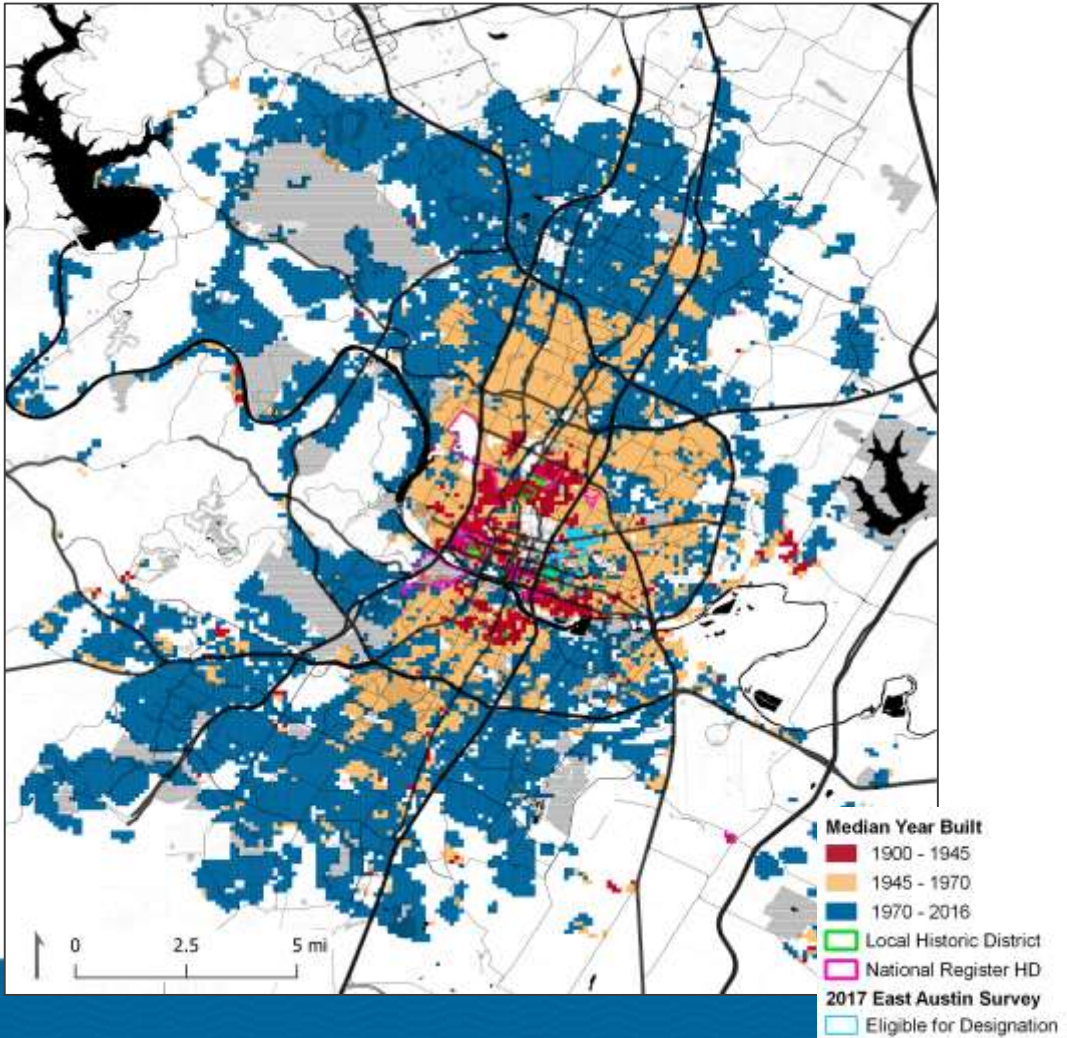 0 2.5 5 mi
Median Year Built
1900 - 1945
1945 - 1970
1970 - 2016
Local Historic District
National Register HD
2017 East Austin Survey
Eligible for Designation